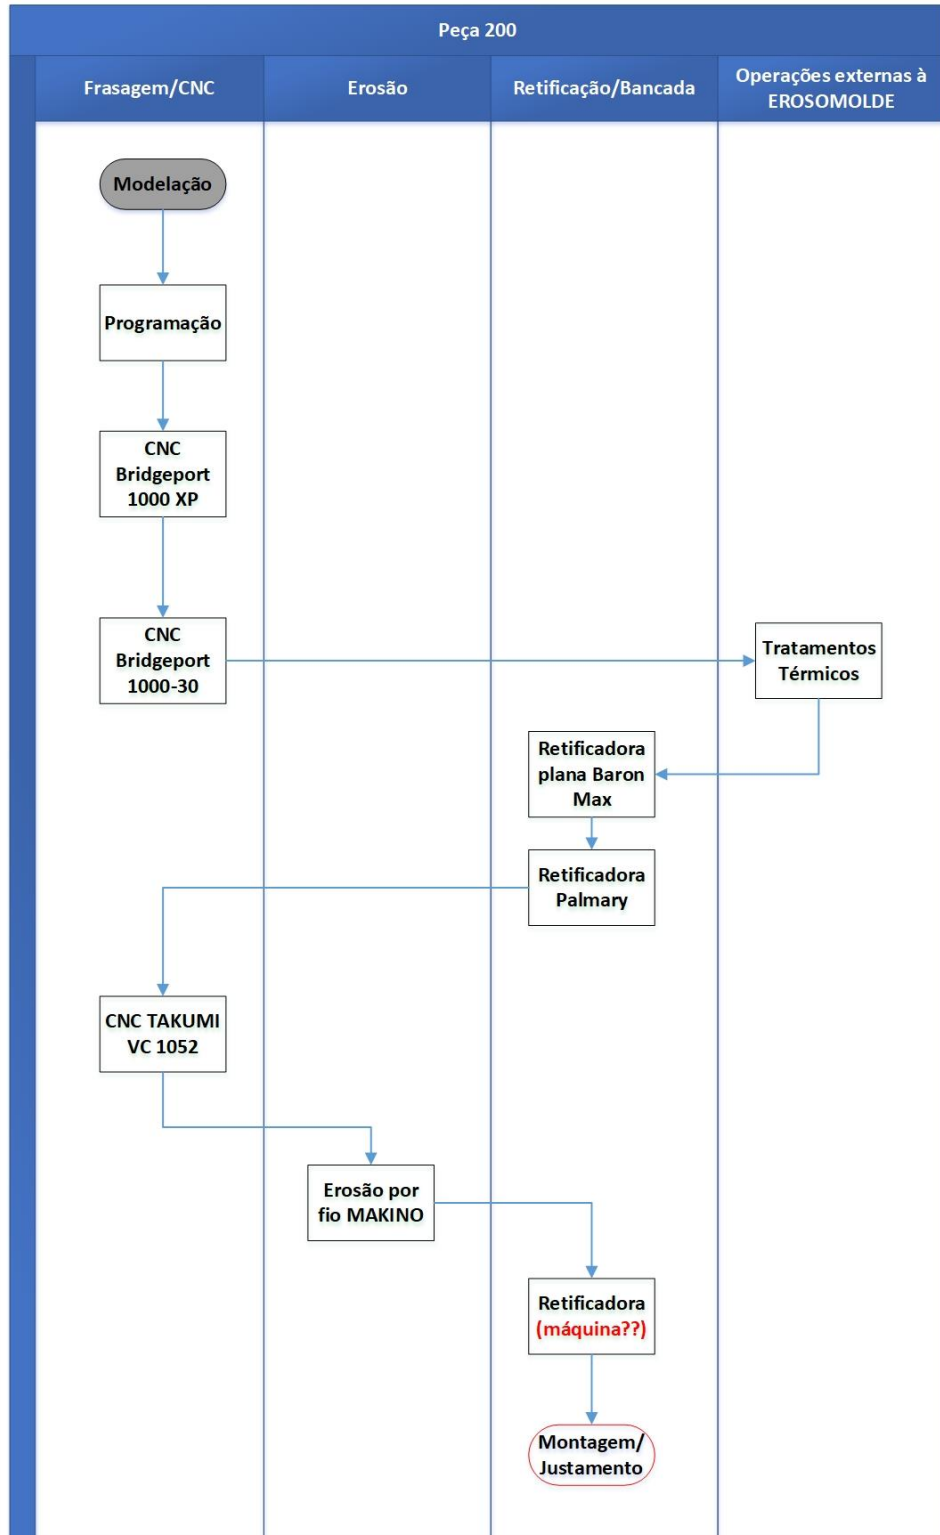 Peça 200
Frasagem/CNC
Erosão
Retificação/Bancada
Operações externas à
EROSOMOLDE
Modelação
Programação
CNC
Bridgeport
1000 XP
CNC
Bridgeport
1000-30
Tratamentos
Térmicos
Retificadora
plana Baron
Max
Retificadora
Palmary
CNC TAKUMI
VC 1052
Erosão por
fio MAKINO
Retificadora
(máquina??)
Montagem/
Justamento